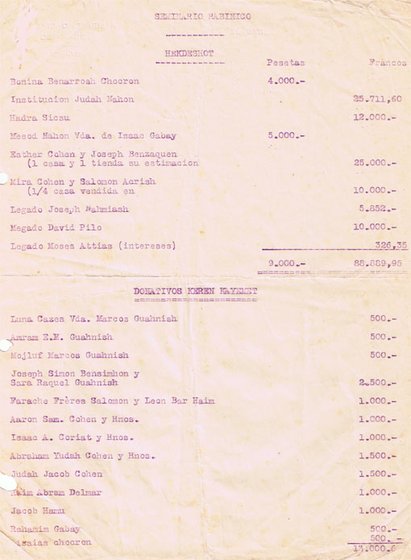 SEMINARIO RABINICO
HEKDESHOT
Pesetas Francos
Bonina Benarrosh Chocron 4.000.-
Institucion Judah Nahon 25.711,60
Hadra Sicsu 12.000.-
Messod Nahon Vda. de Isaac Gabay 5.000.-
Esther Cohen y Joseph Benzaquen
(1 casa y 1 tienda su estimacion 25.000.-
Mira Cohen y Salomon Acrish
(1/4 casa vendida en 10.000.-
Legado Joseph Nahmiash 5.852.-
Magado David Pilo 10.000.-
Legado Moses Attias (intereses) 326,35
9.000.- 88.889,95
DONATIVOS KEREN KAYEMET
Luna Cazes Vda. Marcos Guahnish 500.-
Amram E.M. Guahnish 500.-
Mojluf Marcos Guahnish 500.-
Joseph Simon Bensimhon y
Sara Raquel Guahnish 2.500.-
Farache Frères Salomon y Leon Bar Haim 1.000.-
Aaron Sam. Cohen y Hnos. 1.000.-
Isaac A. Coriat y Hnos. 1.000.-
Abraham Yudah Cohen y Hnos. 1.500.-
Judah Jacob Cohen 1.500.-
Haim Abram Delmar 1.000.-
Jacob Hamu 1.000.-
Rahamim Gabay 500.-
isaias chocron 500.-
13.000.